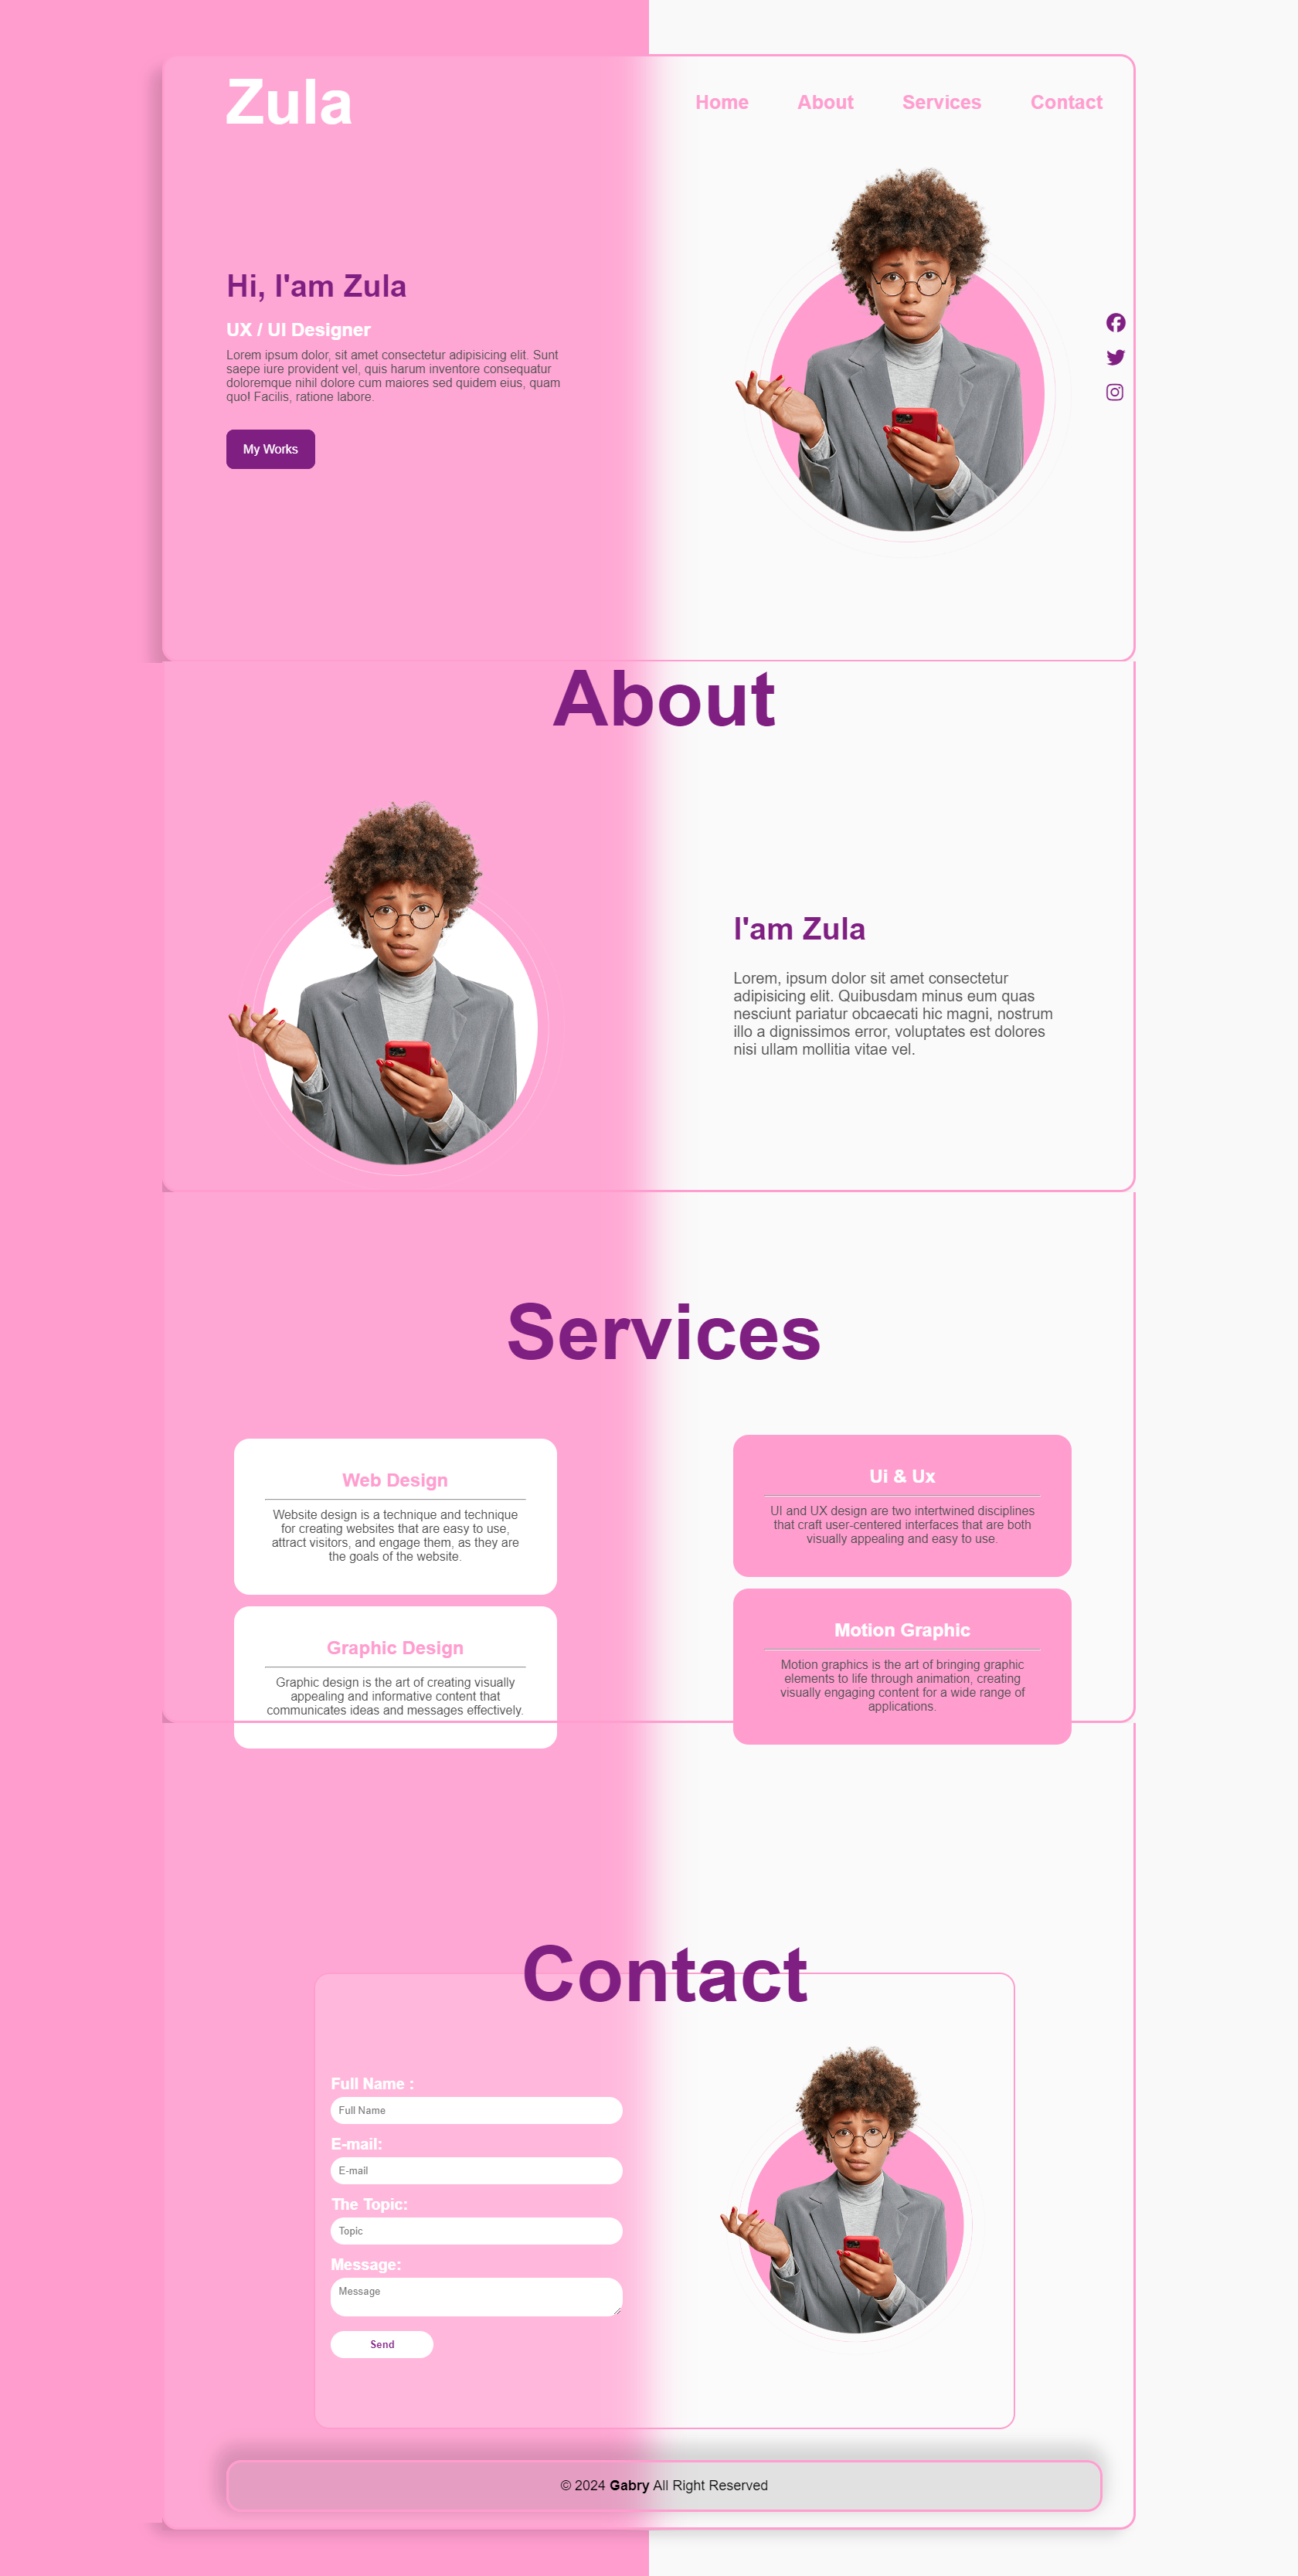 Zula
Home About Services Contact
Hi, I'am Zula
UX / UI Designer
Lorem ipsum dolor, sit amet consectetur adipisicing elit. Sunt
saepe iure provident vel, quis harum inventore consequatur
doloremque nihil dolore cum maiores sed quidem eius, quam
quo! Facilis, ratione labore.
My Works
About
I'am Zula
Lorem, ipsum dolor sit amet consectetur
adipisicing elit. Quibusdam minus eum quas
nesciunt pariatur obcaecati hic magni, nostrum
illo a dignissimos error, voluptates est dolores
nisi ullam mollitia vitae vel.
Services
Web Design
Website design is a technique and technique
for creating websites that are easy to use,
attract visitors, and engage them, as they are
the goals of the website.
Ui & Ux
UI and UX design are two intertwined disciplines
that craft user-centered interfaces that are both
visually appealing and easy to use.
Graphic Design
Graphic design is the art of creating visually
appealing and informative content that
communicates ideas and messages effectively.
Motion Graphic
Motion graphics is the art of bringing graphic
elements to life through animation, creating
visually engaging content for a wide range of
applications.
Contact
Full Name :
Full Name
E-mail:
E-mail
The Topic:
Topic
Message:
Message
Send
© 2024 Gabry All Right Reserved